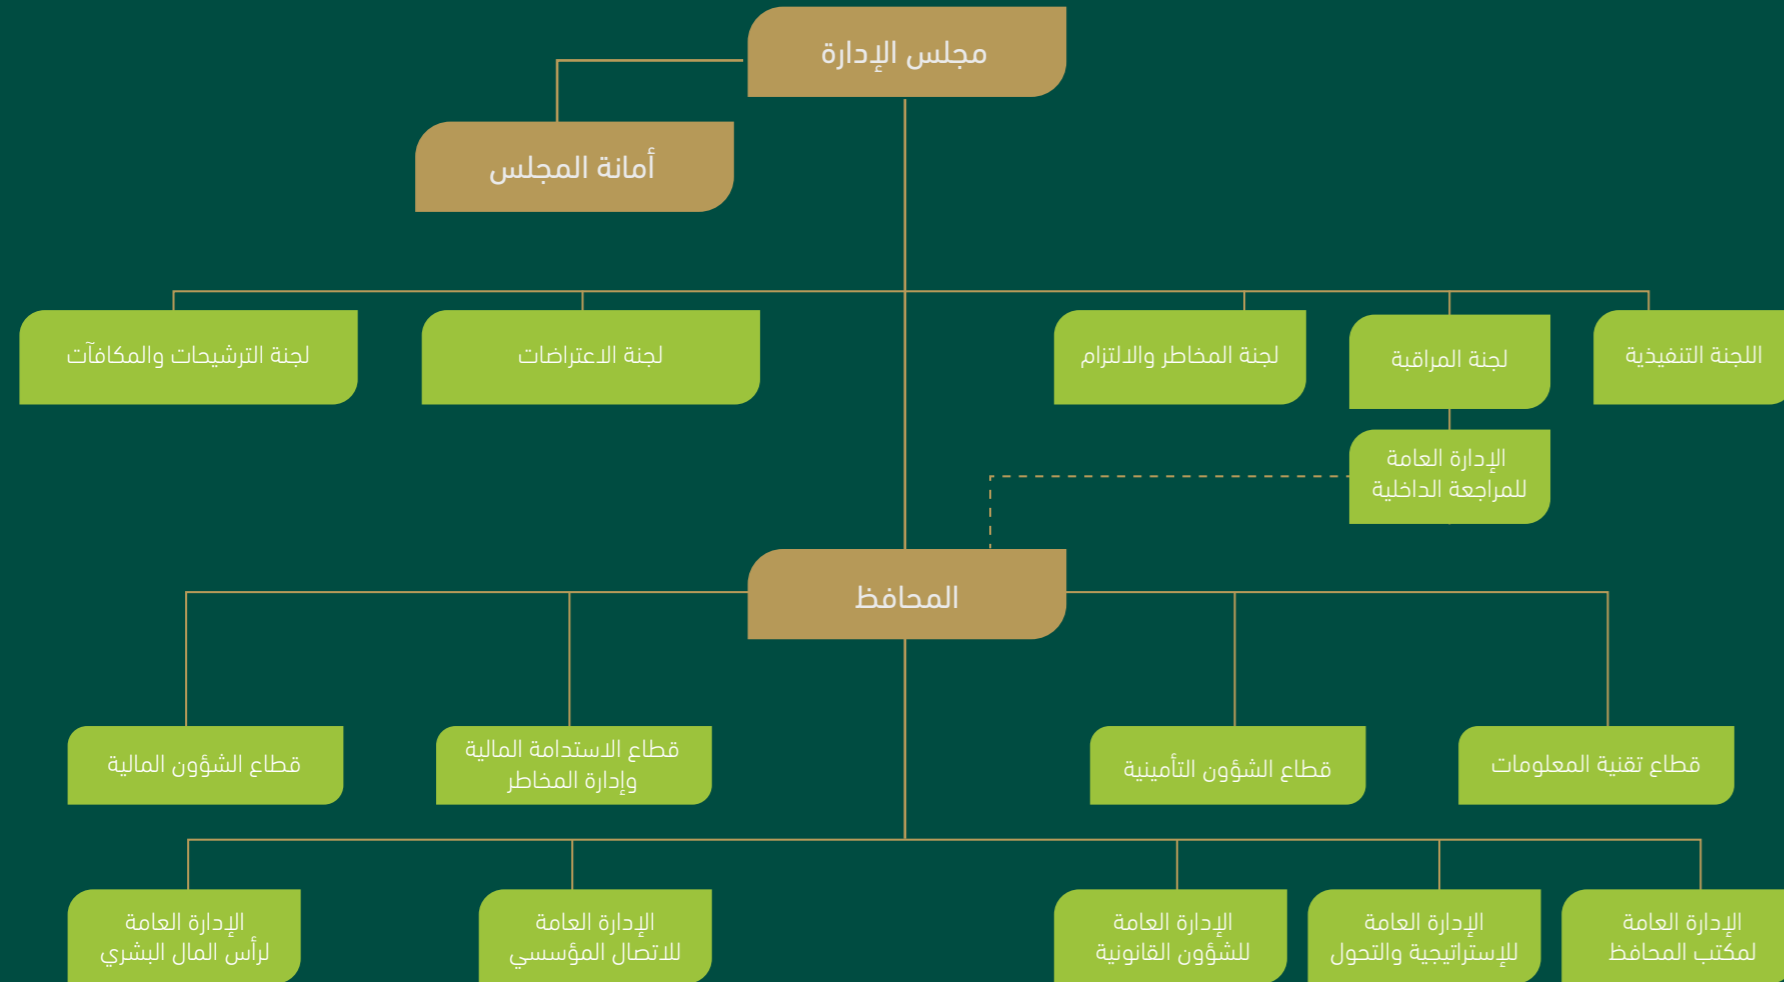 مجلس الإدارة
أمانة المجلس
اللجنة التنفيذية
لجنة المراقبة
لجنة المخاطر والالتزام
لجنة الاعتراضات
لجنة الترشيحات والمكافآت
الإدارة العامة
للمراجعة الداخلية
المحافظ
قطاع تقنية المعلومات
قطاع الشؤون التأمينية
قطاع الاستدامة المالية
وإدارة المخاطر
قطاع الشؤون المالية
الإدارة العامة
لمكتب المحافظ
الإدارة العامة
للإستراتيجية والتحول
الإدارة العامة
للشؤون القانونية
الإدارة العامة
للاتصال المؤسسي
الإدارة العامة
لرأس المال البشري